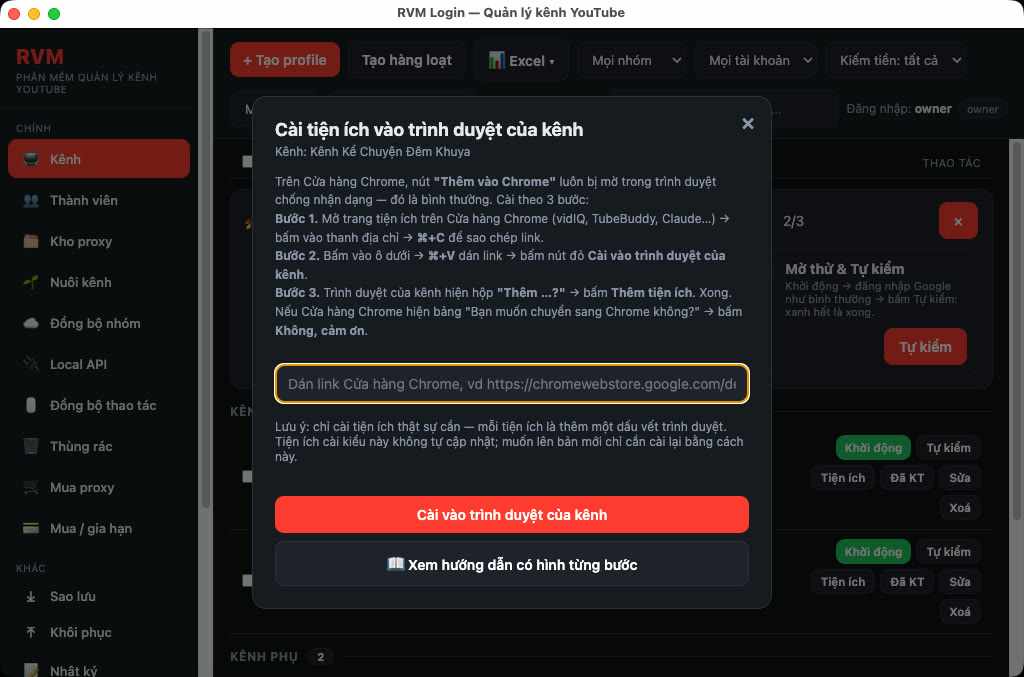 RVM Login — Quản lý kênh YouTube
RVM
PHẦN MỀM QUẢN LÝ KÊNH
YOUTUBE
CHÍNH
Kênh
Thành viên
Kho proxy
Nuôi kênh
Đồng bộ nhóm
Local API
Đồng bộ thao tác
Thùng rác
Mua proxy
Mua / gia hạn
KHÁC
Sao lưu
Khôi phục
Nhật ký
+ Tạo profile
Tạo hàng loạt
Excel ▾
Mọi nhóm
Mọi tài khoản
Kiếm tiền: tất cả
Đăng nhập: owner
owner
THAO TÁC
Cài tiện ích vào trình duyệt của kênh
×
Kênh: Kênh Kể Chuyện Đêm Khuya
Trên Cửa hàng Chrome, nút "Thêm vào Chrome" luôn bị mờ trong trình duyệt
chống nhận dạng — đó là bình thường. Cài theo 3 bước:
Bước 1. Mở trang tiện ích trên Cửa hàng Chrome (vidIQ, TubeBuddy, Claude…) →
bấm vào thanh địa chỉ → ⌘+C để sao chép link.
Bước 2. Bấm vào ô dưới → ⌘+V dán link → bấm nút đỏ Cài vào trình duyệt của
kênh.
Bước 3. Trình duyệt của kênh hiện hộp "Thêm ...?" → bấm Thêm tiện ích. Xong.
Nếu Cửa hàng Chrome hiện bảng "Bạn muốn chuyển sang Chrome không?" → bấm
Không, cảm ơn.
Dán link Cửa hàng Chrome, vd https://chromewebstore.google.com/de
Lưu ý: chỉ cài tiện ích thật sự cần — mỗi tiện ích là thêm một dấu vết trình duyệt.
Tiện ích cài kiểu này không tự cập nhật; muốn lên bản mới chỉ cần cài lại bằng cách
này.
Cài vào trình duyệt của kênh
Xem hướng dẫn có hình từng bước
2/3
×
Mở thử & Tự kiểm
Khởi động → đăng nhập Google
như bình thường → bấm Tự kiểm:
xanh hết là xong.
Tự kiểm
KÊN
Khởi động
Tự kiểm
Tiện ích
Đã KT
Sửa
Xoá
Khởi động
Tự kiểm
Tiện ích
Đã KT
Sửa
Xoá
KÊNH PHỤ 2